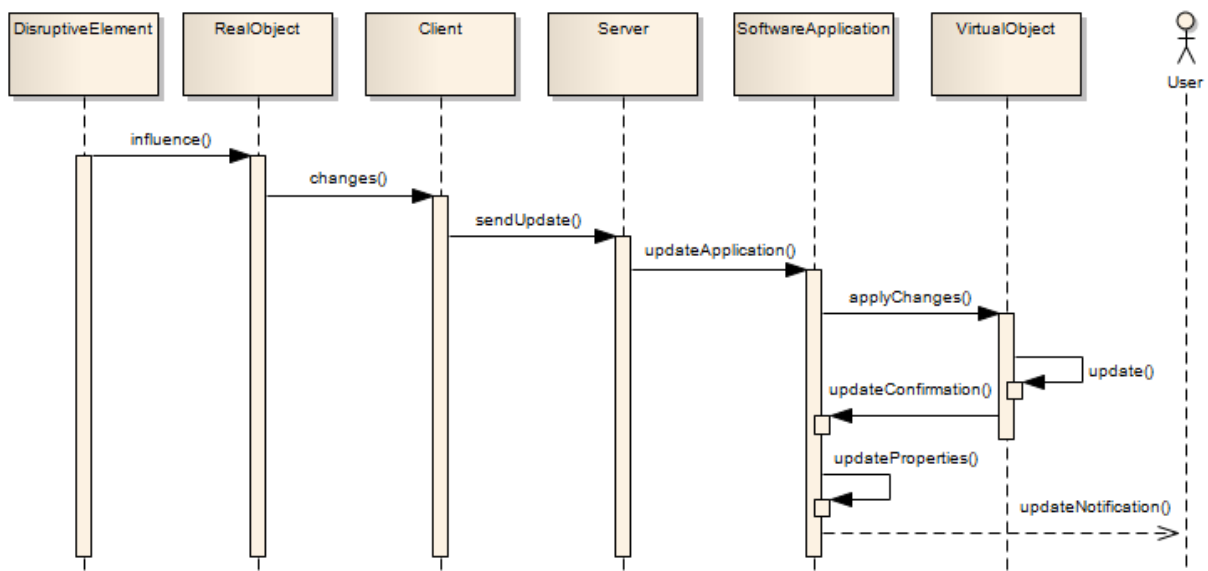 DisruptiveElement
RealObject
Client
Server
SoftwareApplication
VirtualObject
User
influence()
changes()
sendUpdate()
updateApplication()
applyChanges()
update()
updateConfirmation()
updateProperties()
updateNotification()